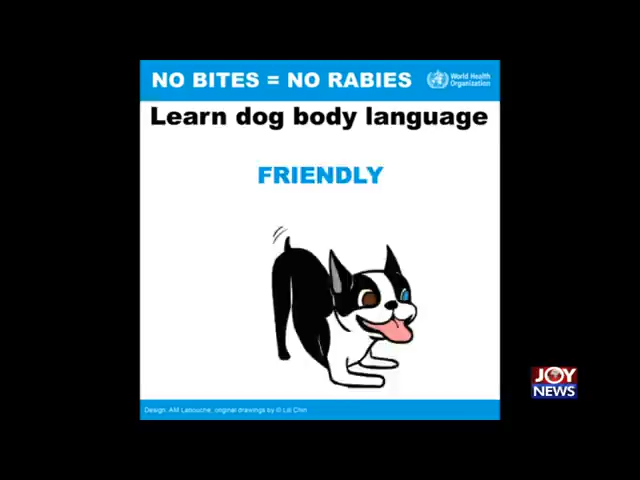 NO BITES = NO RABIES
World Health
Organization
Learn dog body language
FRIENDLY
JOY
NEWS
Design: AM Labouche, original drawings by © Lili Chin